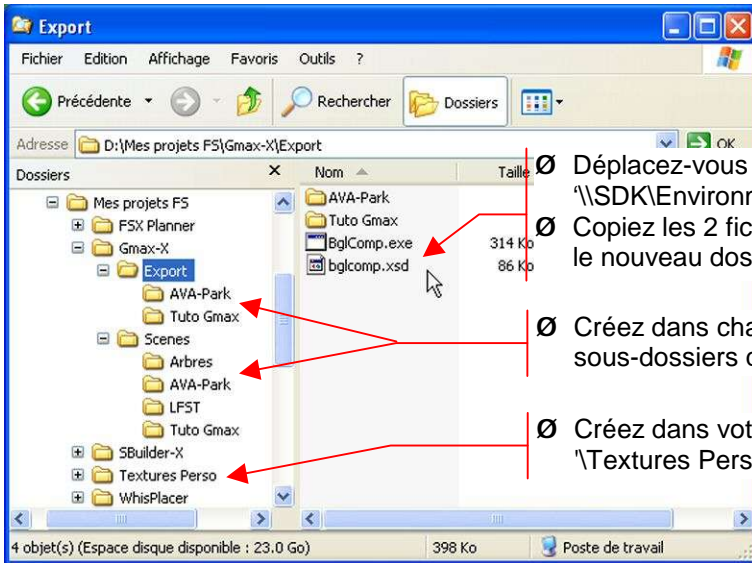 Export
Fichier Edition Affichage Favoris Outils ?
Précédente Rechercher Dossiers
Adresse D:\Mes projets FS\Gmax-X\Export OK
Dossiers x Nom Taille
Mes projets FS
FSX Planner
Gmax-X
Export
AVA-Park
Tuto Gmax
Scenes
Arbres
AVA-Park
LFST
Tuto Gmax
SBuilder-X
Textures Perso
WhisPlacer
AVA-Park
Tuto Gmax
BglComp.exe 314 Ko
bglcomp.xsd 86 Ko
Ø Déplacez-vous
'\\SDK\Environ
Ø Copiez les 2 fic
le nouveau dos
Ø Créez dans cha
sous-dossiers
Ø Créez dans vot
'\Textures Pers
4 objet(s) (Espace disque disponible : 23.0 Go) 398 Ko Poste de travail